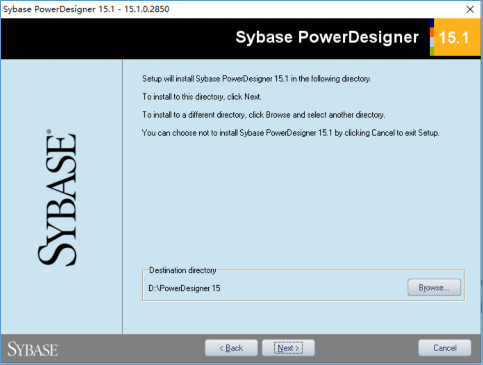 Sybase PowerDesigner 15.1 - 15.1.0.2850
Sybase PowerDesigner 15.1
Setup will install Sybase PowerDesigner 15.1 in the following directory.
To install to this directory, click Next.
To install to a different directory, click Browse and select another directory.
You can choose not to install Sybase PowerDesigner 15.1 by clicking Cancel to exit Setup.
SYBASE®
Destination directory
D:\PowerDesigner 15
Browse...
SYBASE
< Back
Next >
Cancel